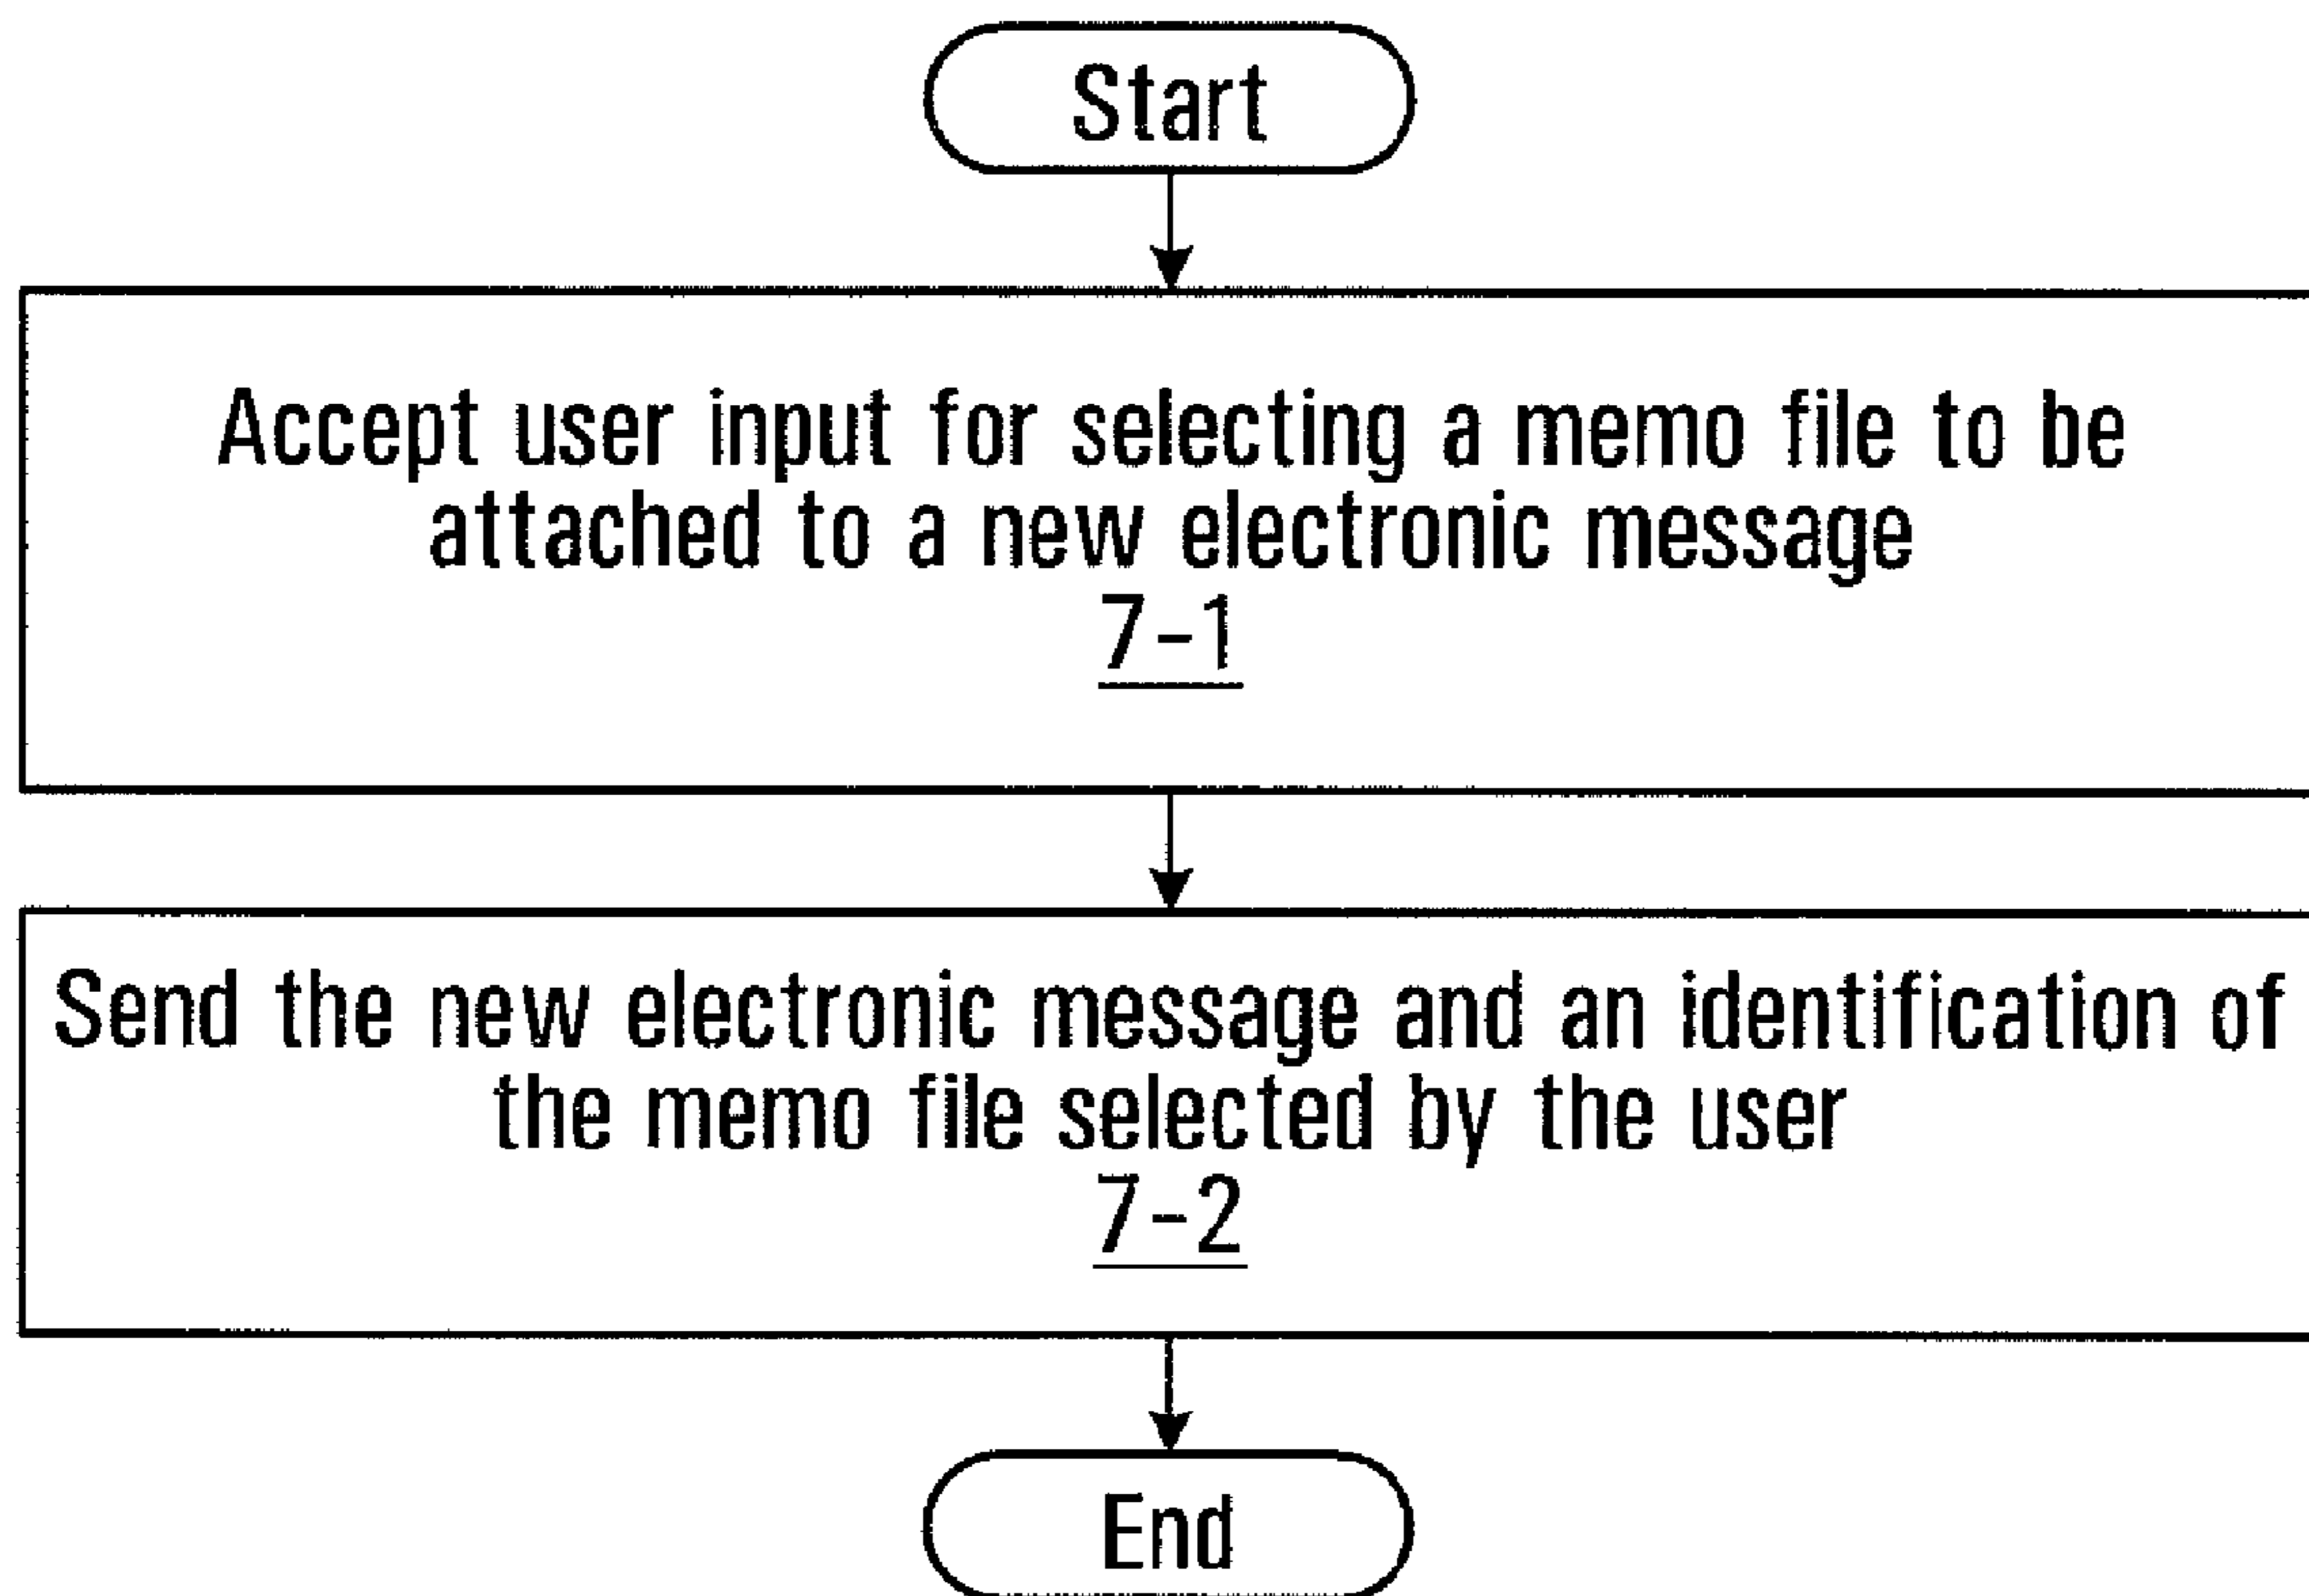 Start
Accept user input for selecting a memo file to be
attached to a new electronic message
7-1
Send the new electronic message and an identification of
the memo file selected by the user
7-2
End